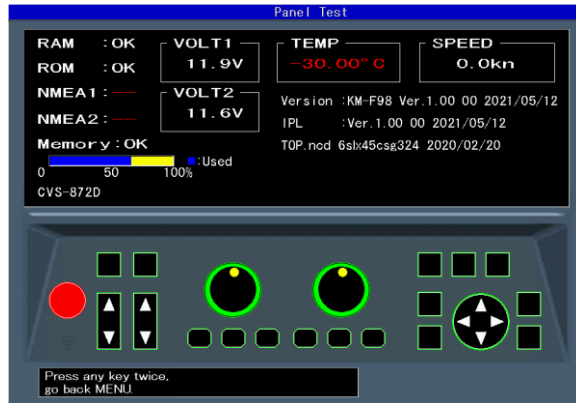 Panel Test
RAM :OK
ROM :OK
NMEA1 :--
NMEA2 :--
Memory :OK
0 50 100% :Used
CVS-872D
VOLT1
11.9V
VOLT2
11.6V
TEMP
-30.00°C
SPEED
0.0kn
Version :KM-F98 Ver.1.00 00 2021/05/12
IPL :Ver.1.00 00 2021/05/12
TOP.ncd 6slx45csg324 2020/02/20
Press any key twice,
go back MENU.